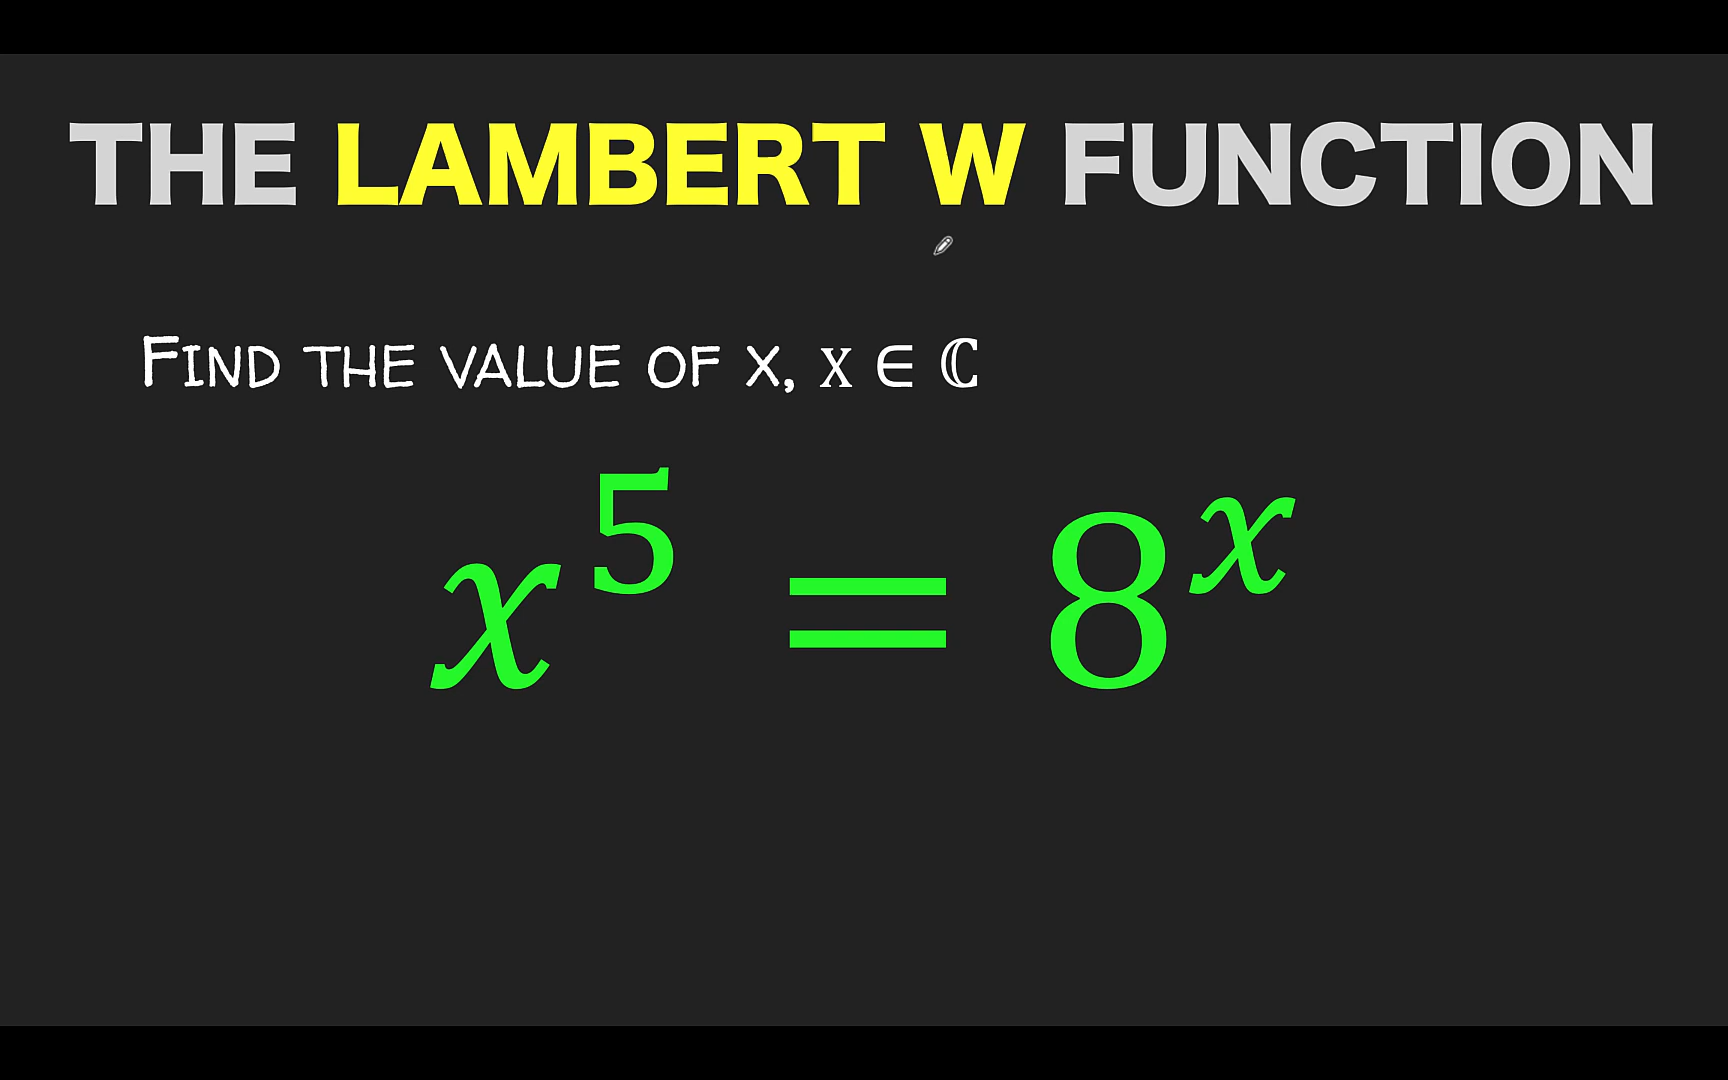 THE LAMBERT W FUNCTION
FIND THE VALUE OF X, x ∈ ℂ
x⁵ = 8ˣ